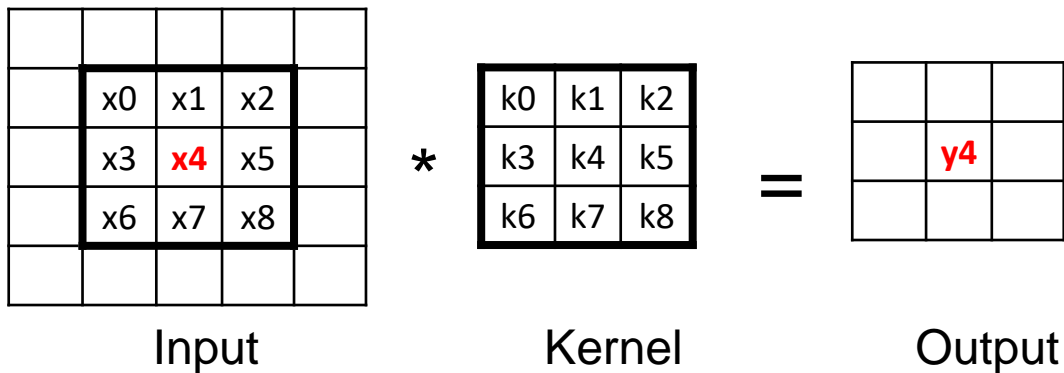 x0 x1 x2
k0 k1 k2
x3 x4 x5
*
k3 k4 k5
=
y4
x6 x7 x8
k6 k7 k8
Input
Kernel
Output